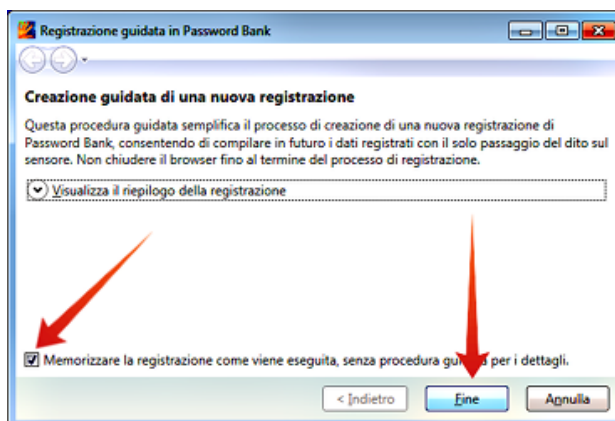 Registrazione guidata in Password Bank
Creazione guidata di una nuova registrazione
Questa procedura guidata semplifica il processo di creazione di una nuova registrazione di
Password Bank, consentendo di compilare in futuro i dati registrati con il solo passaggio del dito sul
sensore. Non chiudere il browser fino al termine del processo di registrazione.
Visualizza il riepilogo della registrazione
Memorizzare la registrazione come viene eseguita, senza procedura guidata per i dettagli.
< Indietro Fine Annulla